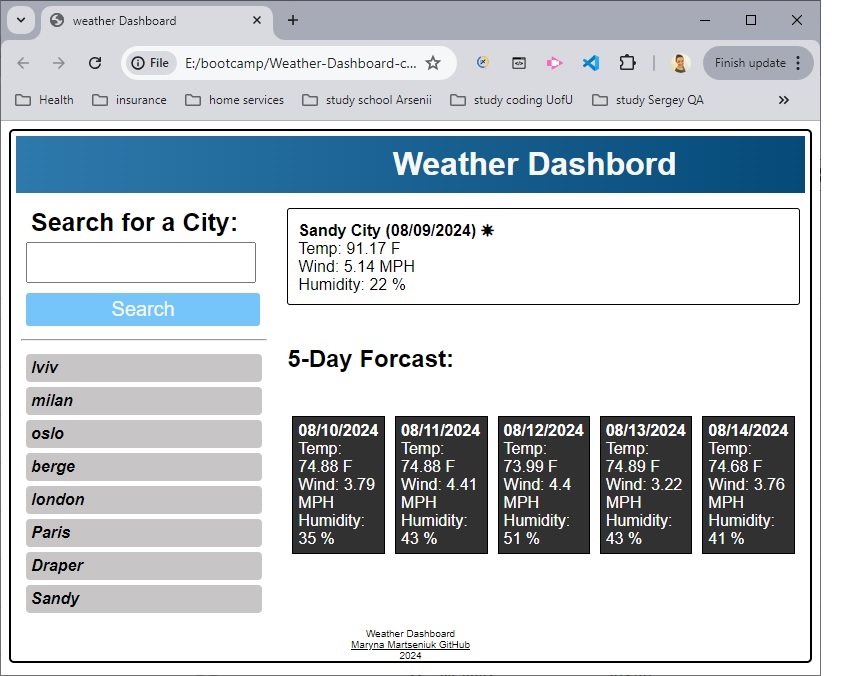 weather Dashboard
File
E:/bootcamp/Weather-Dashboard-c...
Finish update
Health
insurance
home services
study school Arsenii
study coding UofU
study Sergey QA
Weather Dashbord
Search for a City:
Search
lviv
milan
oslo
berge
london
Paris
Draper
Sandy
Sandy City (08/09/2024)
Temp: 91.17 F
Wind: 5.14 MPH
Humidity: 22 %
5-Day Forcast:
08/10/2024
Temp:
74.88 F
Wind: 3.79
MPH
Humidity:
35 %
08/11/2024
Temp:
74.88 F
Wind: 4.41
MPH
Humidity:
43 %
08/12/2024
Temp:
73.99 F
Wind: 4.4
MPH
Humidity:
51 %
08/13/2024
Temp:
74.89 F
Wind: 3.22
MPH
Humidity:
43 %
08/14/2024
Temp:
74.68 F
Wind: 3.76
MPH
Humidity:
41 %
Weather Dashboard
Maryna Martseniuk GitHub
2024